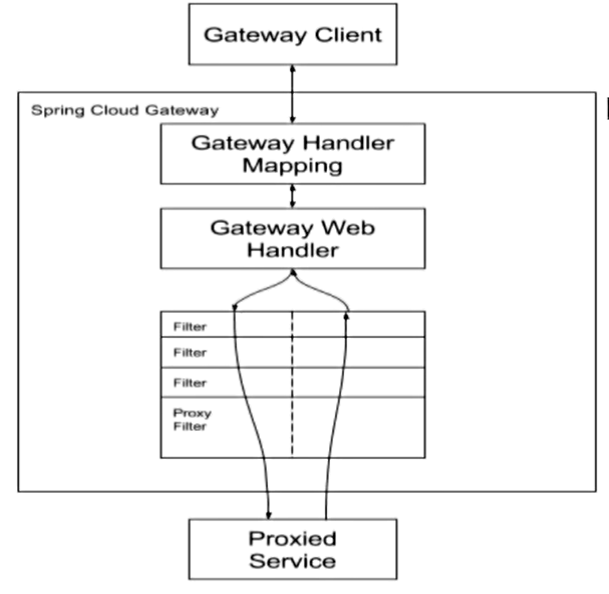 Gateway Client
Spring Cloud Gateway
Gateway Handler
Mapping
Gateway Web
Handler
Filter
Filter
Filter
Proxy
Filter
Proxied
Service